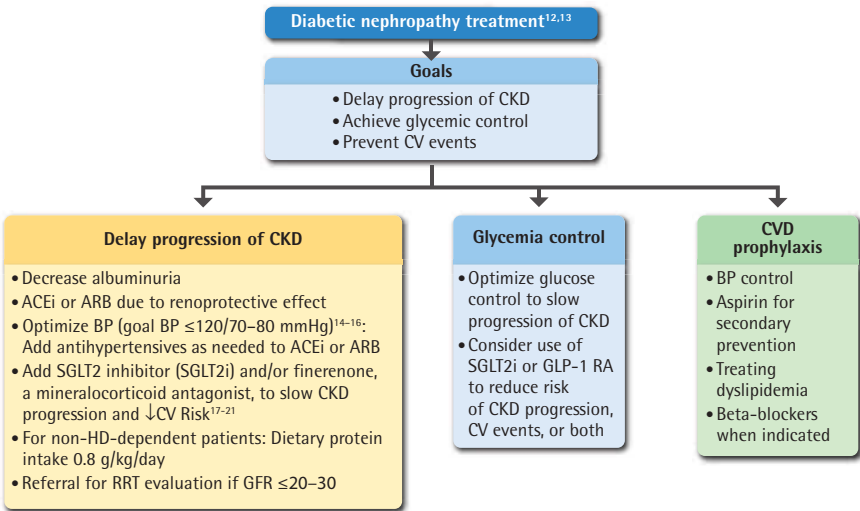 Diabetic nephropathy treatment¹²,¹³
Goals
• Delay progression of CKD
• Achieve glycemic control
• Prevent CV events
Delay progression of CKD
• Decrease albuminuria
• ACEi or ARB due to renoprotective effect
• Optimize BP (goal BP ≤120/70–80 mmHg)¹⁴⁻¹⁶:
Add antihypertensives as needed to ACEi or ARB
• Add SGLT2 inhibitor (SGLT2i) and/or finerenone,
a mineralocorticoid antagonist, to slow CKD
progression and ↓CV Risk¹⁷⁻²¹
• For non-HD-dependent patients: Dietary protein
intake 0.8 g/kg/day
• Referral for RRT evaluation if GFR ≤20–30
Glycemia control
• Optimize glucose
control to slow
progression of CKD
• Consider use of
SGLT2i or GLP-1 RA
to reduce risk
of CKD progression,
CV events, or both
CVD
prophylaxis
• BP control
• Aspirin for
secondary
prevention
• Treating
dyslipidemia
• Beta-blockers
when indicated